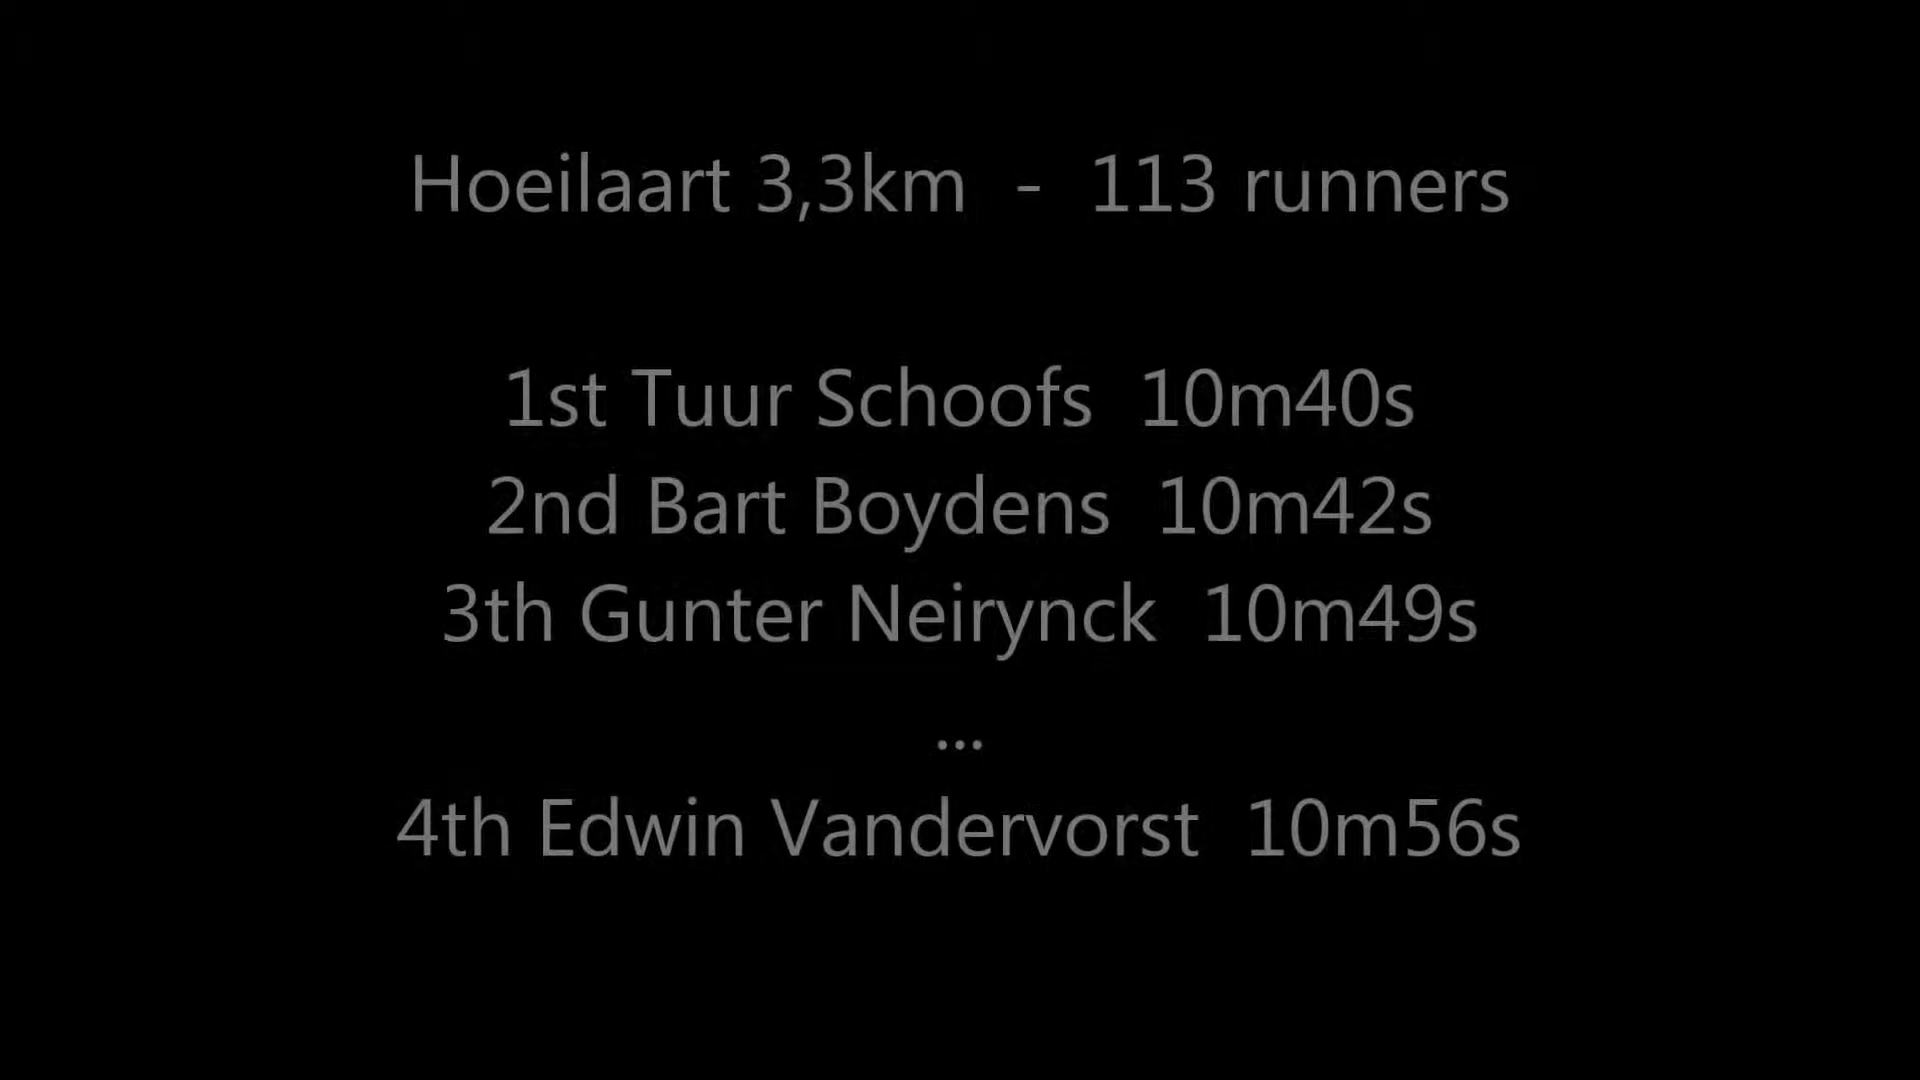 Hoeilaart 3,3km - 113 runners
1st Tuur Schoofs 10m40s
2nd Bart Boydens 10m42s
3th Gunter Neirynck 10m49s
...
4th Edwin Vandervorst 10m56s